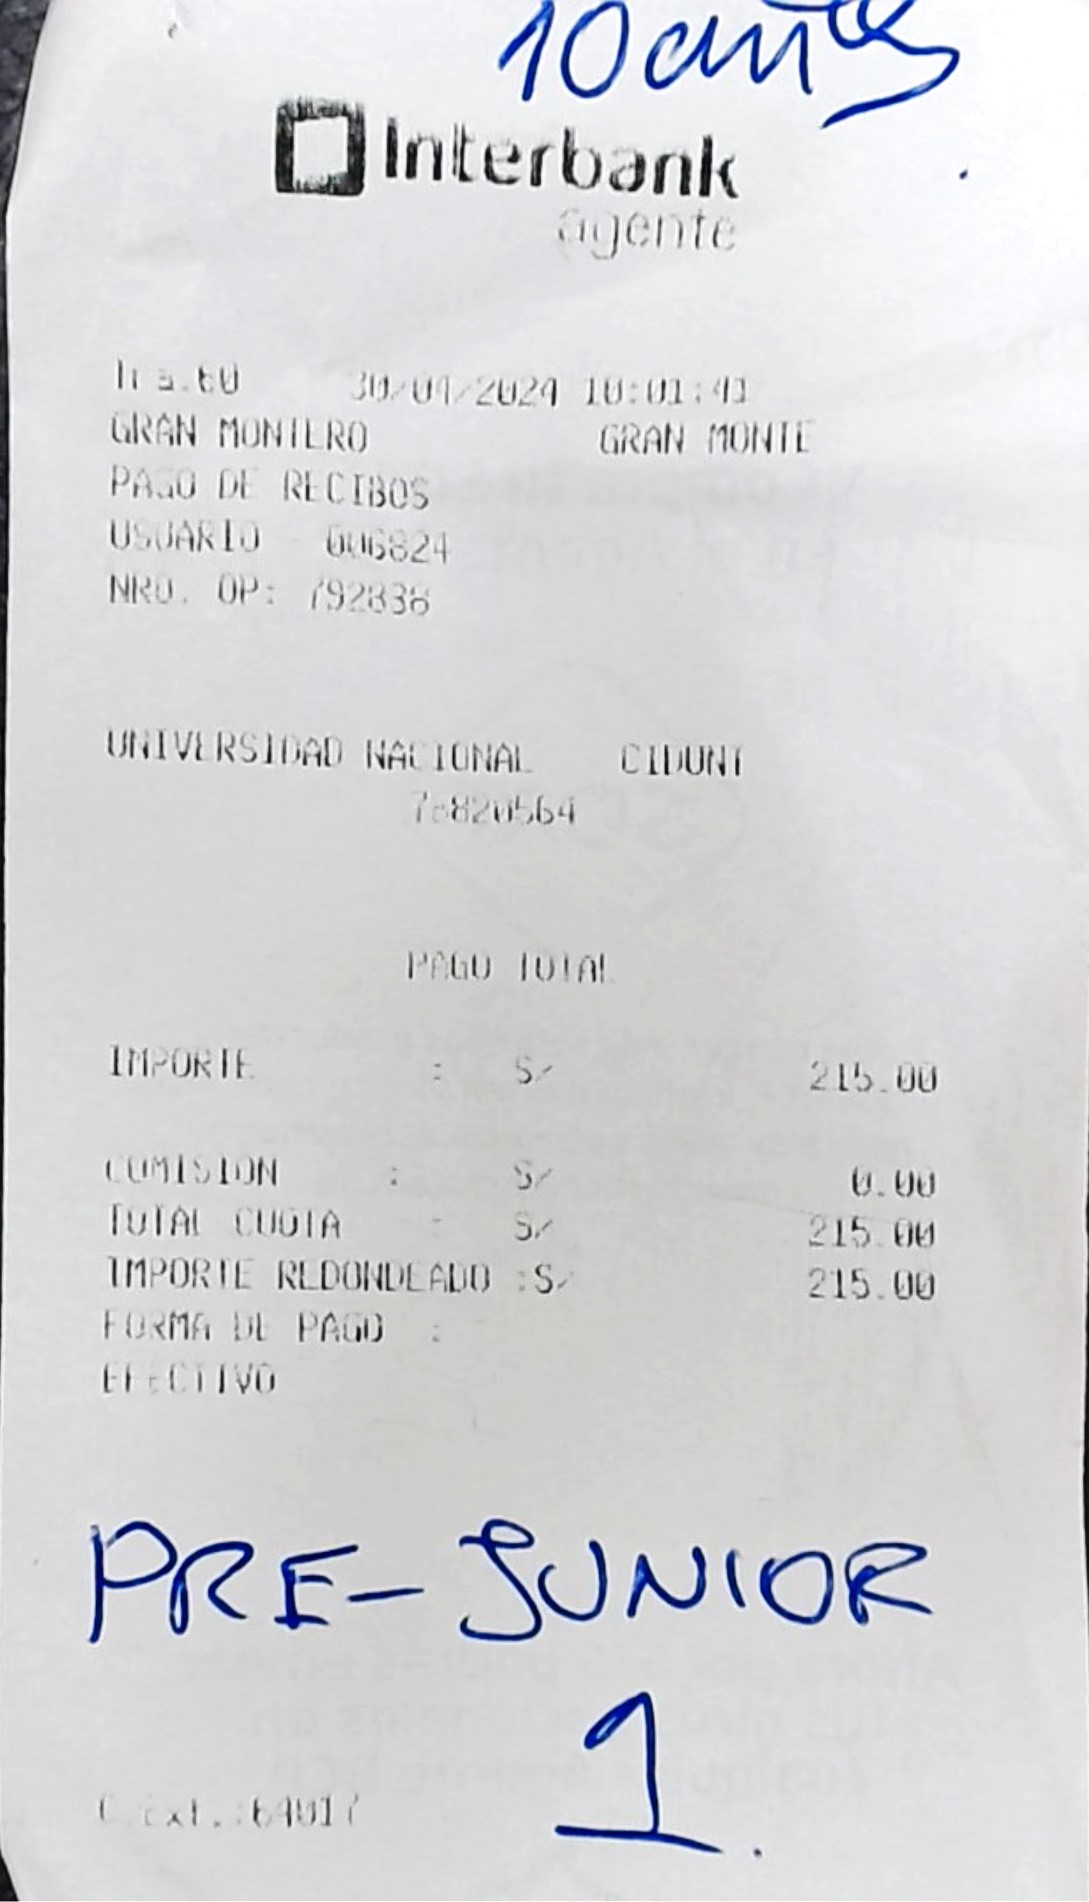 10 años
Interbank
agente
30/04/2024 10:01:41
GRAN MONTERO GRAN MONTE
PAGO DE RECIBOS
USUARIO 006824
NRO. OP: 792838
UNIVERSIDAD NACIONAL CIDUNI
PAGO TOTAL
IMPORTE : S/ 215.00
COMISION : S/ 0.00
TOTAL CUOTA : S/ 215.00
IMPORTE REDONDEADO :S/ 215.00
FORMA DE PAGO :
EFECTIVO
PRE-JUNIOR
1.